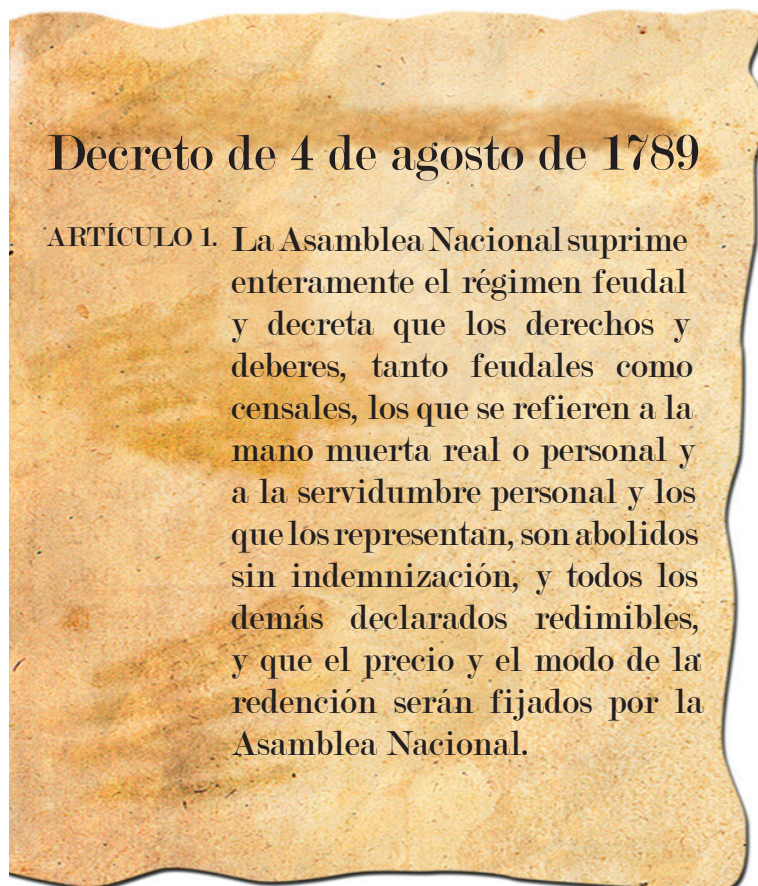 Decreto de 4 de agosto de 1789
ARTÍCULO 1. La Asamblea Nacional suprime
enteramente el régimen feudal
y decreta que los derechos y
deberes, tanto feudales como
censales, los que se refieren a la
mano muerta real o personal y
a la servidumbre personal y los
que los representan, son abolidos
sin indemnización, y todos los
demás declarados redimibles,
y que el precio y el modo de la
redención serán fijados por la
Asamblea Nacional.